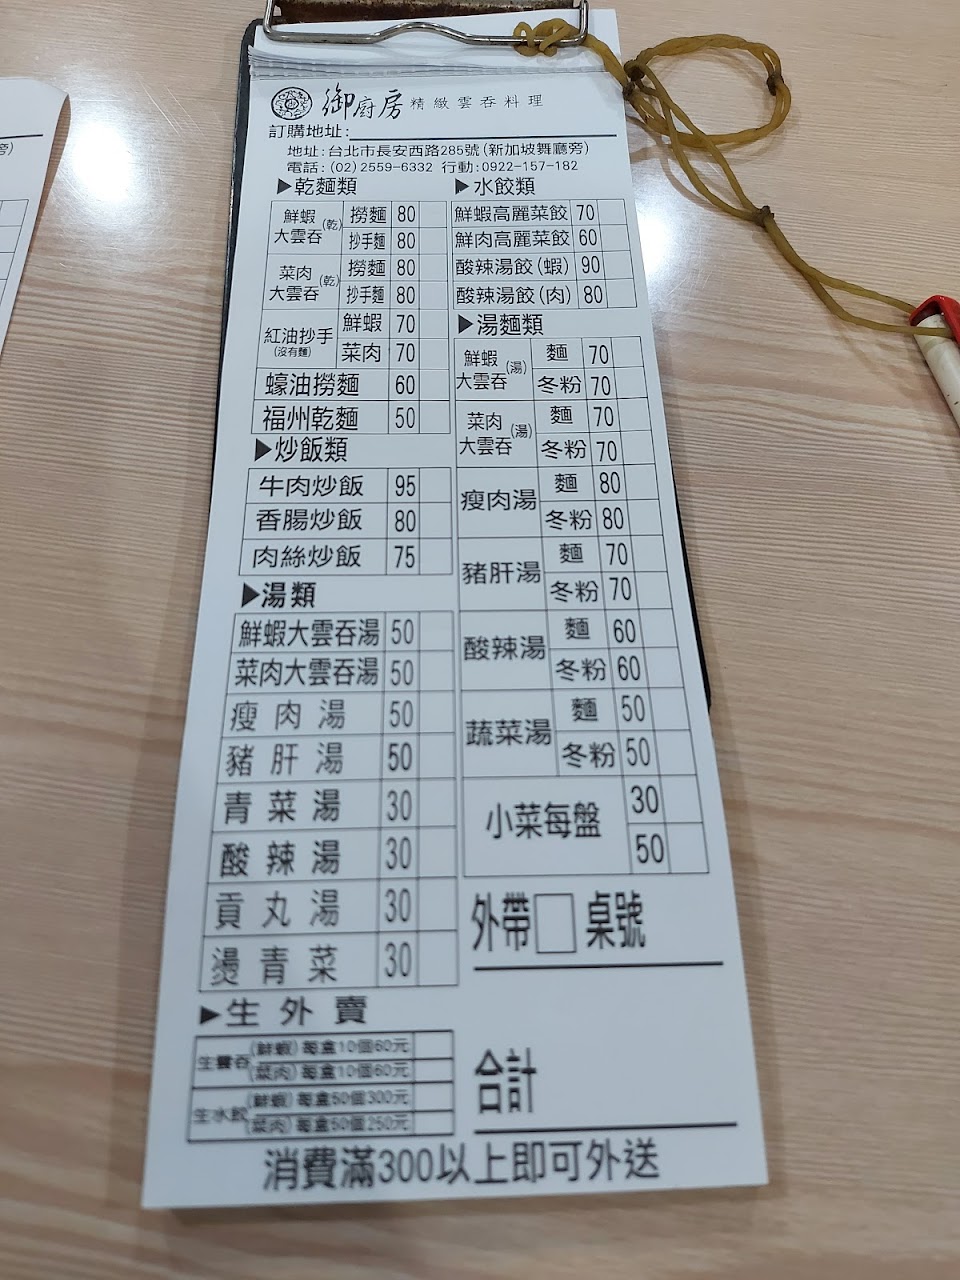 御廚房 精緻雲吞料理
訂購地址:
地址:台北市長安西路285號(新加坡舞廳旁)
電話:(02)2559-6332 行動:0922-157-182
▶乾麵類
鮮蝦大雲吞(乾) 撈麵 80
抄手麵 80
菜肉大雲吞(乾) 撈麵 80
抄手麵 80
紅油抄手(沒有麵) 鮮蝦 70
菜肉 70
蠔油撈麵 60
福州乾麵 50
▶炒飯類
牛肉炒飯 95
香腸炒飯 80
肉絲炒飯 75
▶湯類
鮮蝦大雲吞湯 50
菜肉大雲吞湯 50
瘦肉湯 50
豬肝湯 50
青菜湯 30
酸辣湯 30
貢丸湯 30
燙青菜 30
▶生外賣
生雲吞 (鮮蝦)每盒10個60元
(菜肉)每盒10個60元
生水餃 (鮮蝦)每盒50個300元
(菜肉)每盒50個250元
▶水餃類
鮮蝦高麗菜餃 70
鮮肉高麗菜餃 60
酸辣湯餃(蝦) 90
酸辣湯餃(肉) 80
▶湯麵類
鮮蝦大雲吞(湯) 麵 70
冬粉 70
菜肉大雲吞(湯) 麵 70
冬粉 70
瘦肉湯 麵 80
冬粉 80
豬肝湯 麵 70
冬粉 70
酸辣湯 麵 60
冬粉 60
蔬菜湯 麵 50
冬粉 50
小菜每盤 30
50
外帶□ 桌號
合計
消費滿300以上即可外送
旁)